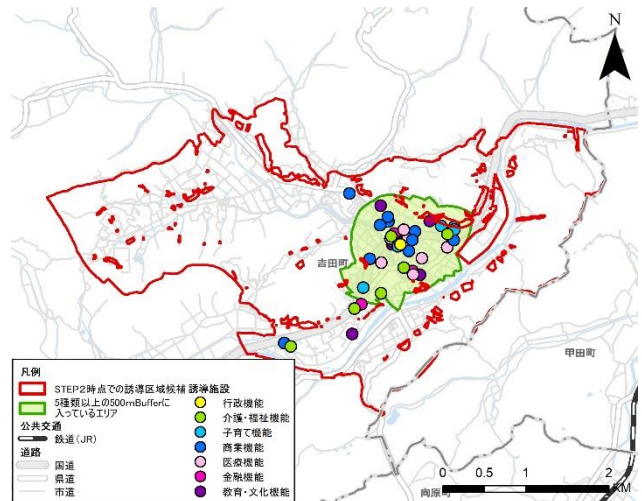 N
吉田町
甲田町
向原町
凡例
STEP2時点での誘導区域候補
5種類以上の500mBufferに
入っているエリア
公共交通
鉄道(JR)
道路
国道
県道
市道
誘導施設
行政機能
介護・福祉機能
子育て機能
商業機能
医療機能
金融機能
教育・文化機能
0 0.5 1 2
KM